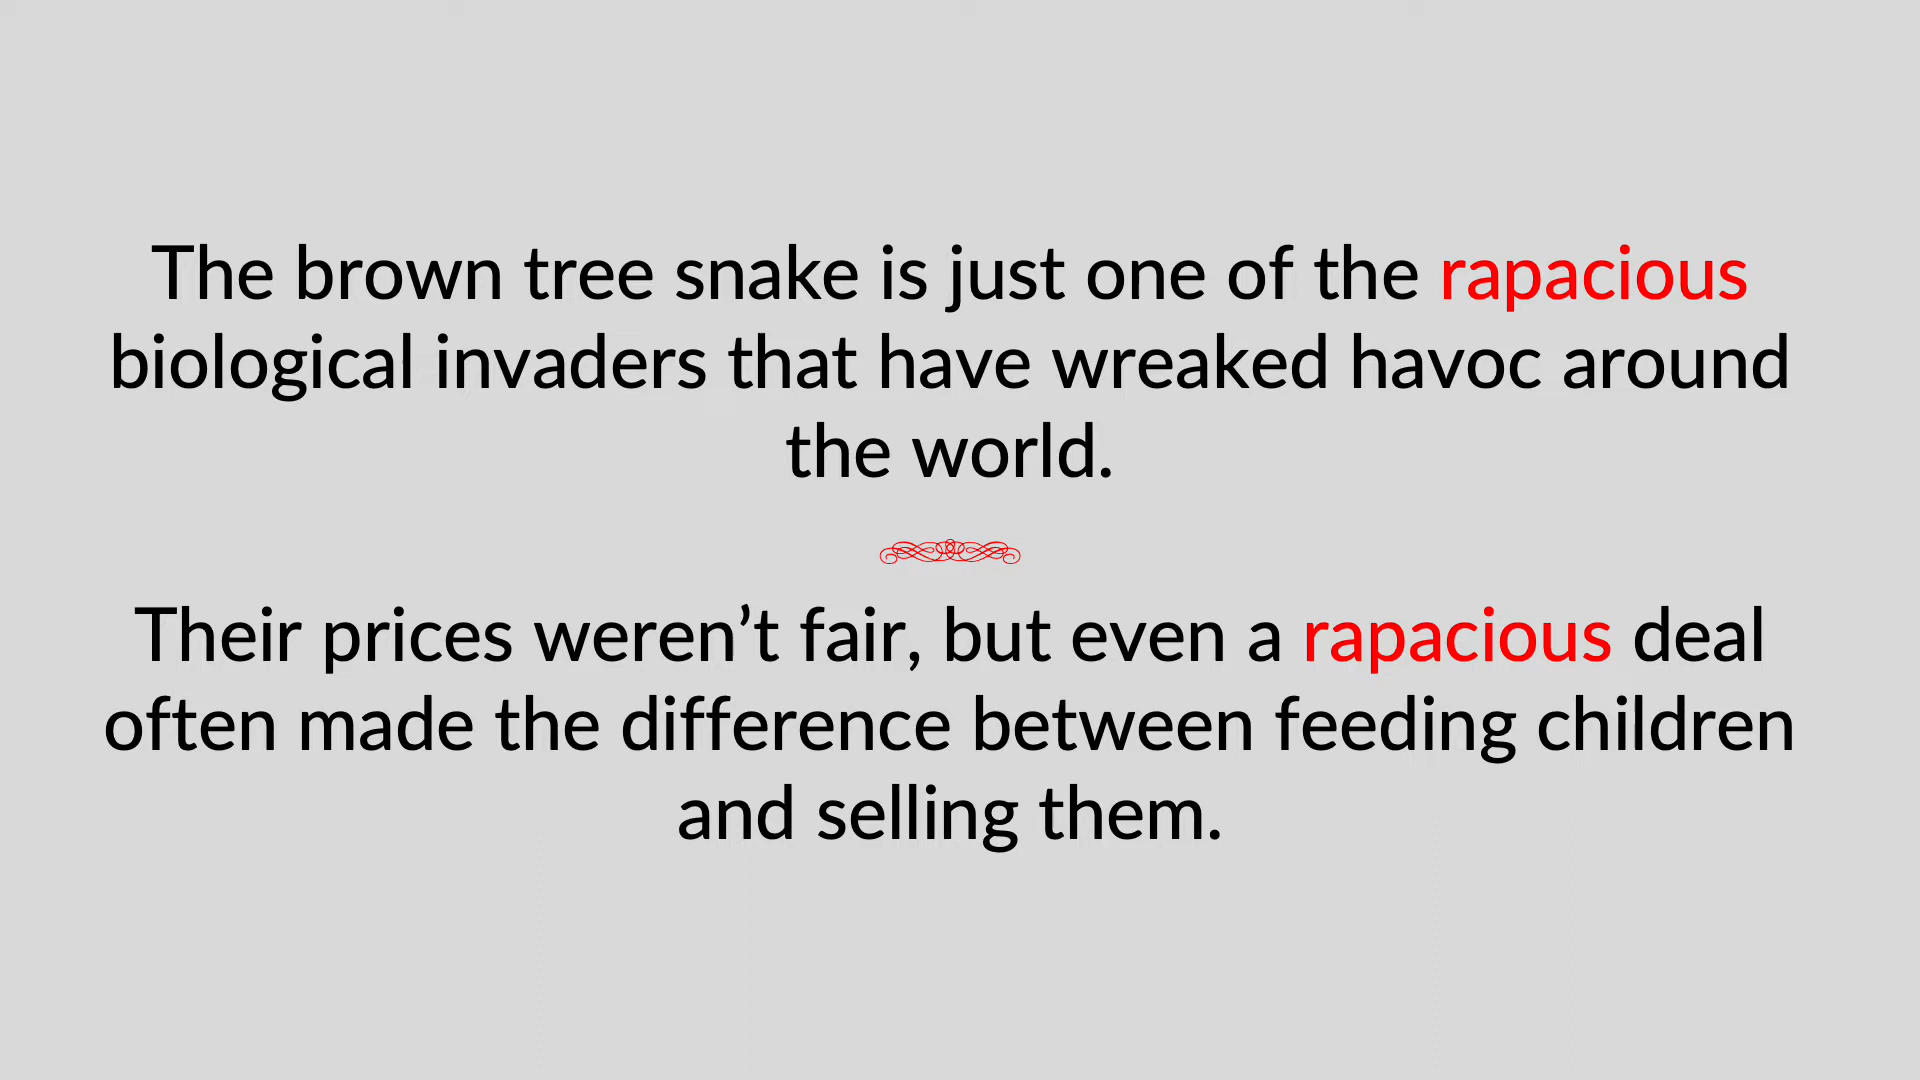 The brown tree snake is just one of the rapacious
biological invaders that have wreaked havoc around
the world.
Their prices weren’t fair, but even a rapacious deal
often made the difference between feeding children
and selling them.